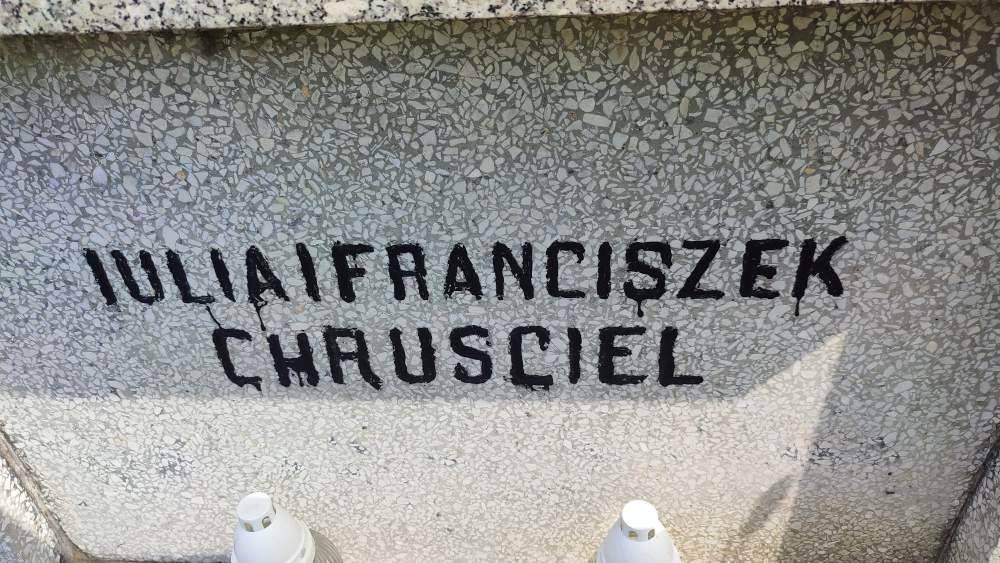 IULIA I FRANCISZEK
CHRUSCIEL